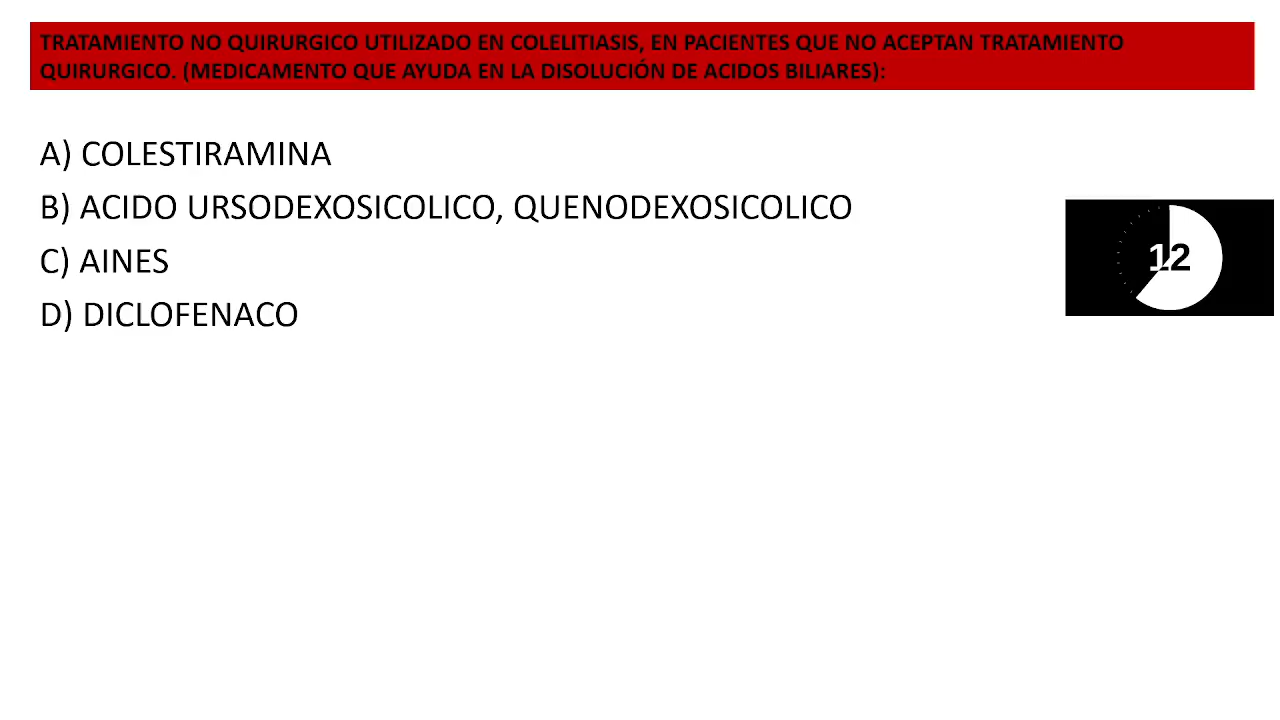 TRATAMIENTO NO QUIRURGICO UTILIZADO EN COLELITIASIS, EN PACIENTES QUE NO ACEPTAN TRATAMIENTO
QUIRURGICO. (MEDICAMENTO QUE AYUDA EN LA DISOLUCIÓN DE ACIDOS BILIARES):
A) COLESTIRAMINA
B) ACIDO URSODEXOSICOLICO, QUENODEXOSICOLICO
12
C) AINES
D) DICLOFENACO